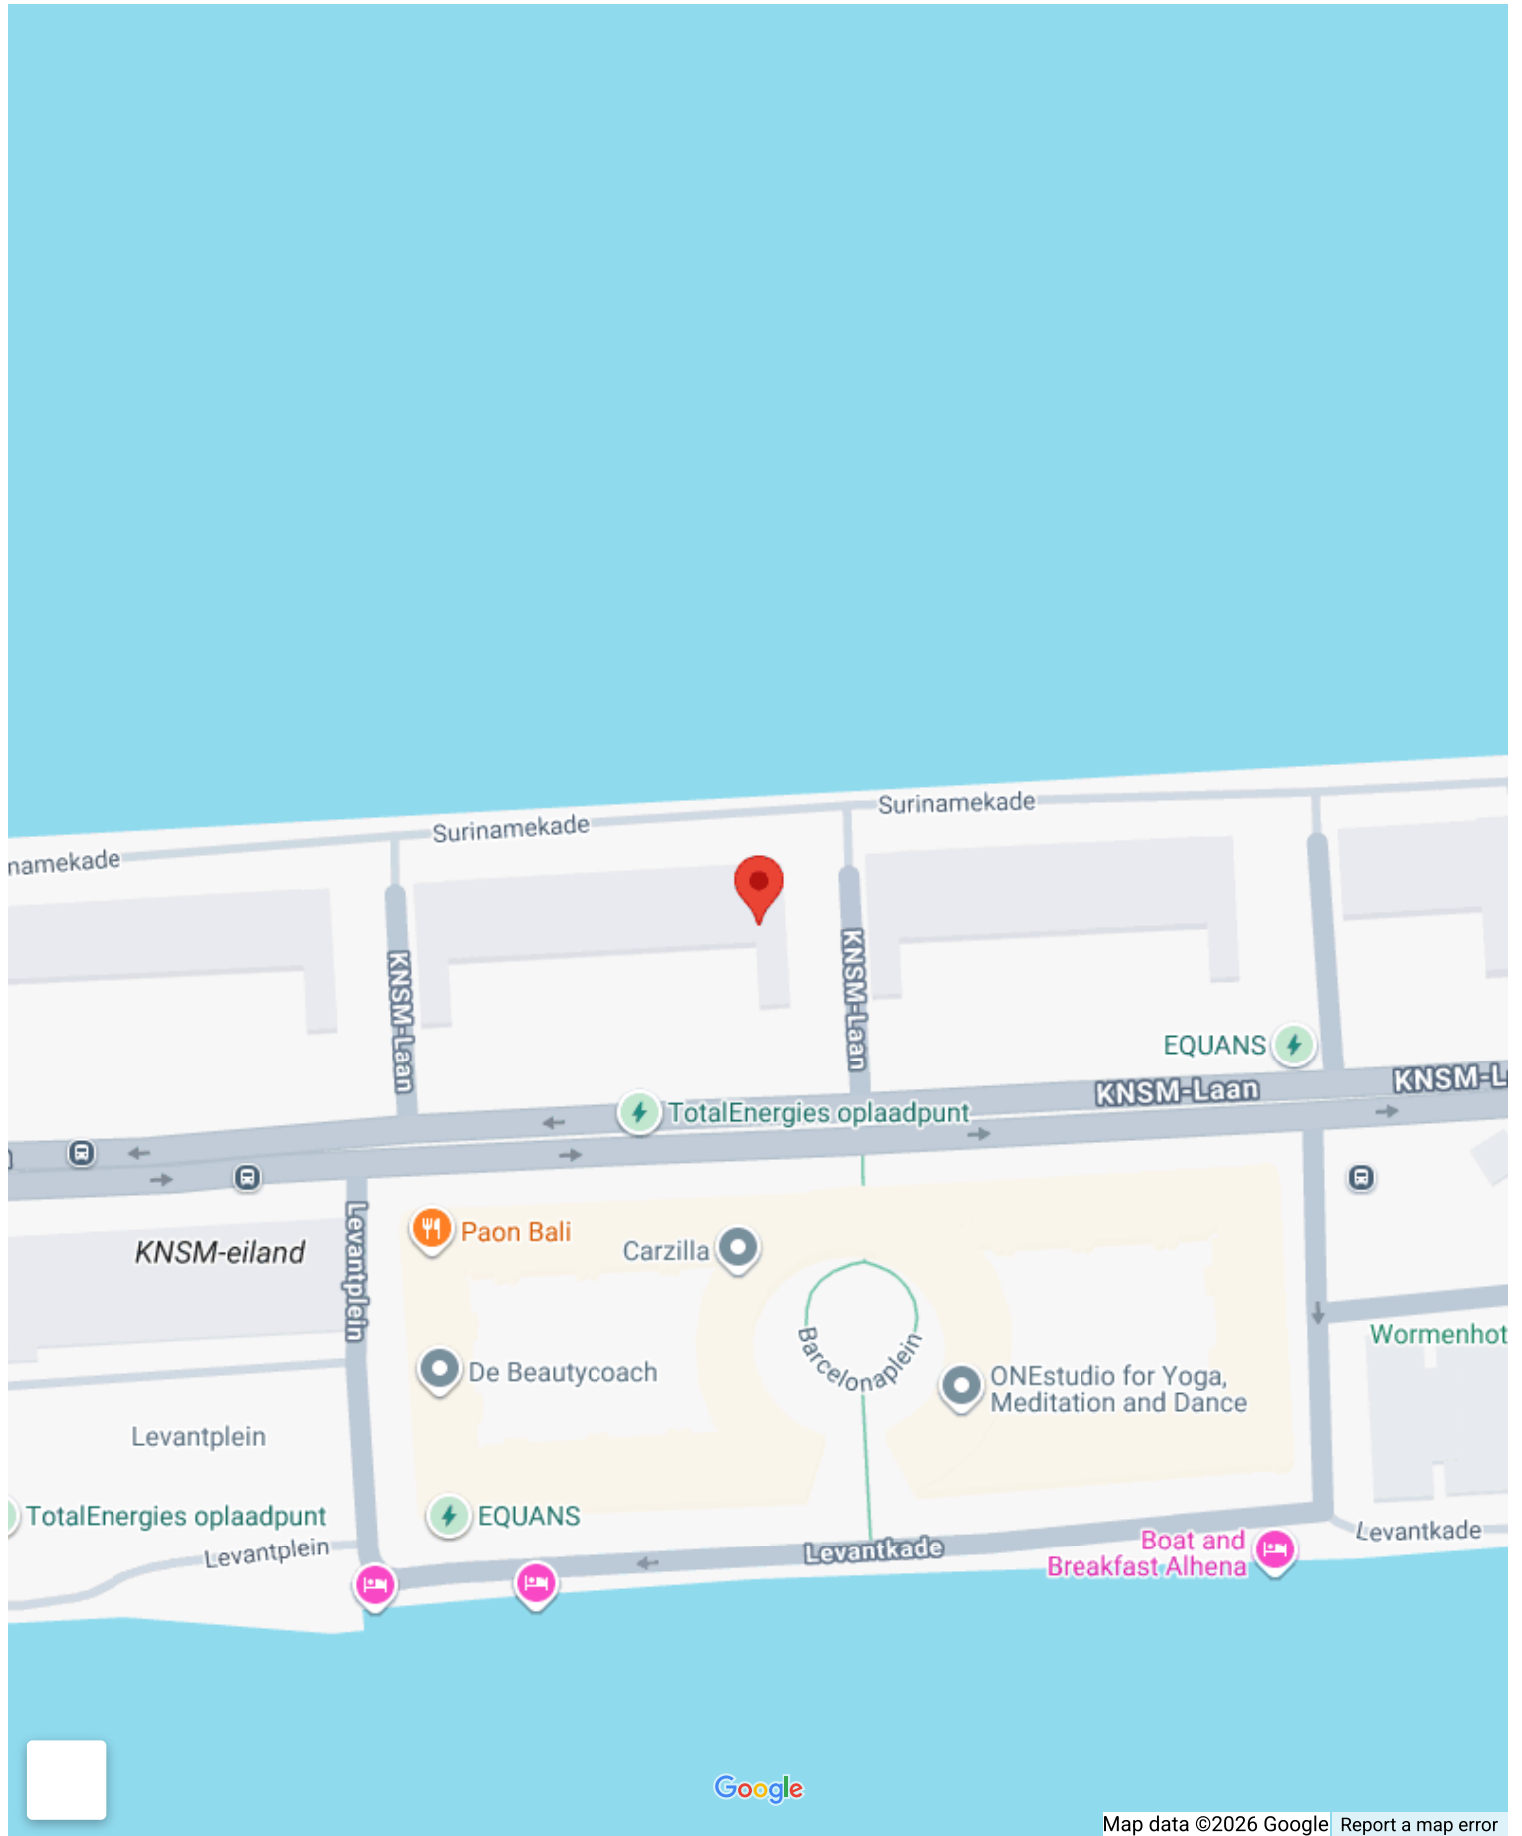 Surinamekade
Surinamekade
namekade
KNSM-Laan
KNSM-Laan
EQUANS
KNSM-Laan
KNSM-L
TotalEnergies oplaadpunt
Levantplein
Paon Bali
KNSM-eiland
Carzilla
Barcelonaplein
Wormenhot
De Beautycoach
ONEstudio for Yoga,
Meditation and Dance
Levantplein
TotalEnergies oplaadpunt
EQUANS
Levantplein
Levantkade
Boat and
Breakfast Alhena
Levantkade
Google
Map data ©2026 Google
Report a map error